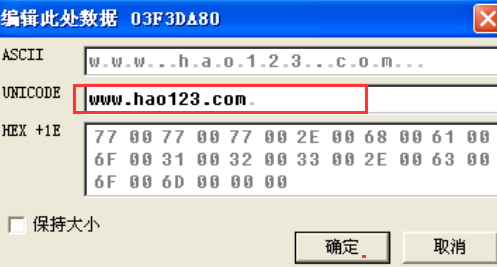 编辑此处数据 03F3DA80
ASCII
w.w.w...h.a.o.1.2.3...c.o.m...
UNICODE
www.hao123.com.
HEX +1E
77 00 77 00 77 00 2E 00 68 00 61 00
6F 00 31 00 32 00 33 00 2E 00 63 00
6F 00 6D 00 00 00
保持大小
确定
取消